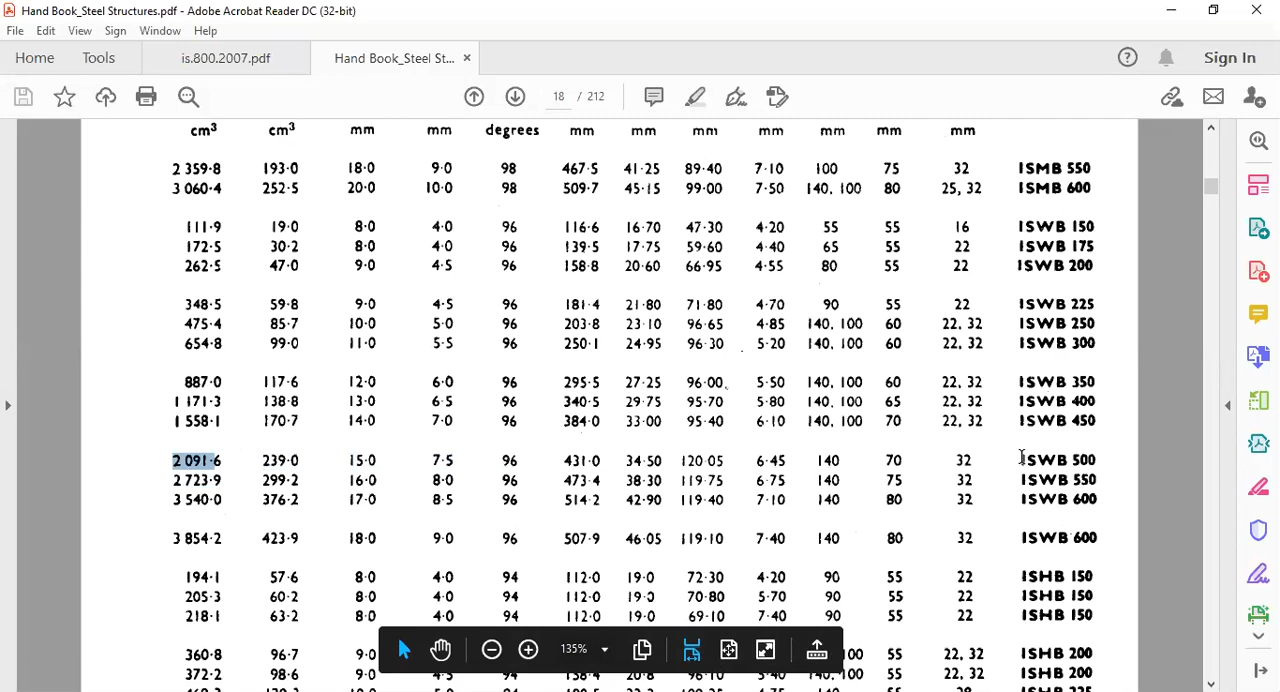 Hand Book_Steel Structures.pdf - Adobe Acrobat Reader DC (32-bit)
File Edit View Sign Window Help
Home Tools is.800.2007.pdf Hand Book_Steel St... × Sign In
18 / 212
cm³ cm³ mm mm degrees mm mm mm mm mm mm mm
2 359·8 193·0 18·0 9·0 98 467·5 41·25 89·40 7·10 100 75 32 ISMB 550
3 060·4 252·5 20·0 10·0 98 509·7 45·15 99·00 7·50 140, 100 80 25, 32 ISMB 600
111·9 19·0 8·0 4·0 96 116·6 16·70 47·30 4·20 55 55 16 ISWB 150
172·5 30·2 8·0 4·0 96 139·5 17·75 59·60 4·40 65 55 22 ISWB 175
262·5 47·0 9·0 4·5 96 158·8 20·60 66·95 4·55 80 55 22 ISWB 200
348·5 59·8 9·0 4·5 96 181·4 21·80 71·80 4·70 90 55 22 ISWB 225
475·4 85·7 10·0 5·0 96 203·8 23·10 96·65 4·85 140, 100 60 22, 32 ISWB 250
654·8 99·0 11·0 5·5 96 250·1 24·95 96·30 5·20 140, 100 60 22, 32 ISWB 300
887·0 117·6 12·0 6·0 96 295·5 27·25 96·00 5·50 140, 100 60 22, 32 ISWB 350
1 171·3 138·8 13·0 6·5 96 340·5 29·75 95·70 5·80 140, 100 65 22, 32 ISWB 400
1 558·1 170·7 14·0 7·0 96 384·0 33·00 95·40 6·10 140, 100 70 22, 32 ISWB 450
2 091·6 239·0 15·0 7·5 96 431·0 34·50 120·05 6·45 140 70 32 ISWB 500
2 723·9 299·2 16·0 8·0 96 473·4 38·30 119·75 6·75 140 75 32 ISWB 550
3 540·0 376·2 17·0 8·5 96 514·2 42·90 119·40 7·10 140 80 32 ISWB 600
3 854·2 423·9 18·0 9·0 96 507·9 46·05 119·10 7·40 140 80 32 ISWB 600
194·1 57·6 8·0 4·0 94 112·0 19·0 72·30 4·20 90 55 22 ISHB 150
205·3 60·2 8·0 4·0 94 112·0 19·0 70·80 5·70 90 55 22 ISHB 150
218·1 63·2 8·0 4·0 94 112·0 19·0 69·10 7·40 90 55 22 ISHB 150
360·8 96·7 9·0 135% 100 55 22, 32 ISHB 200
372·2 98·6 9·0 100 55 22, 32 ISHB 200